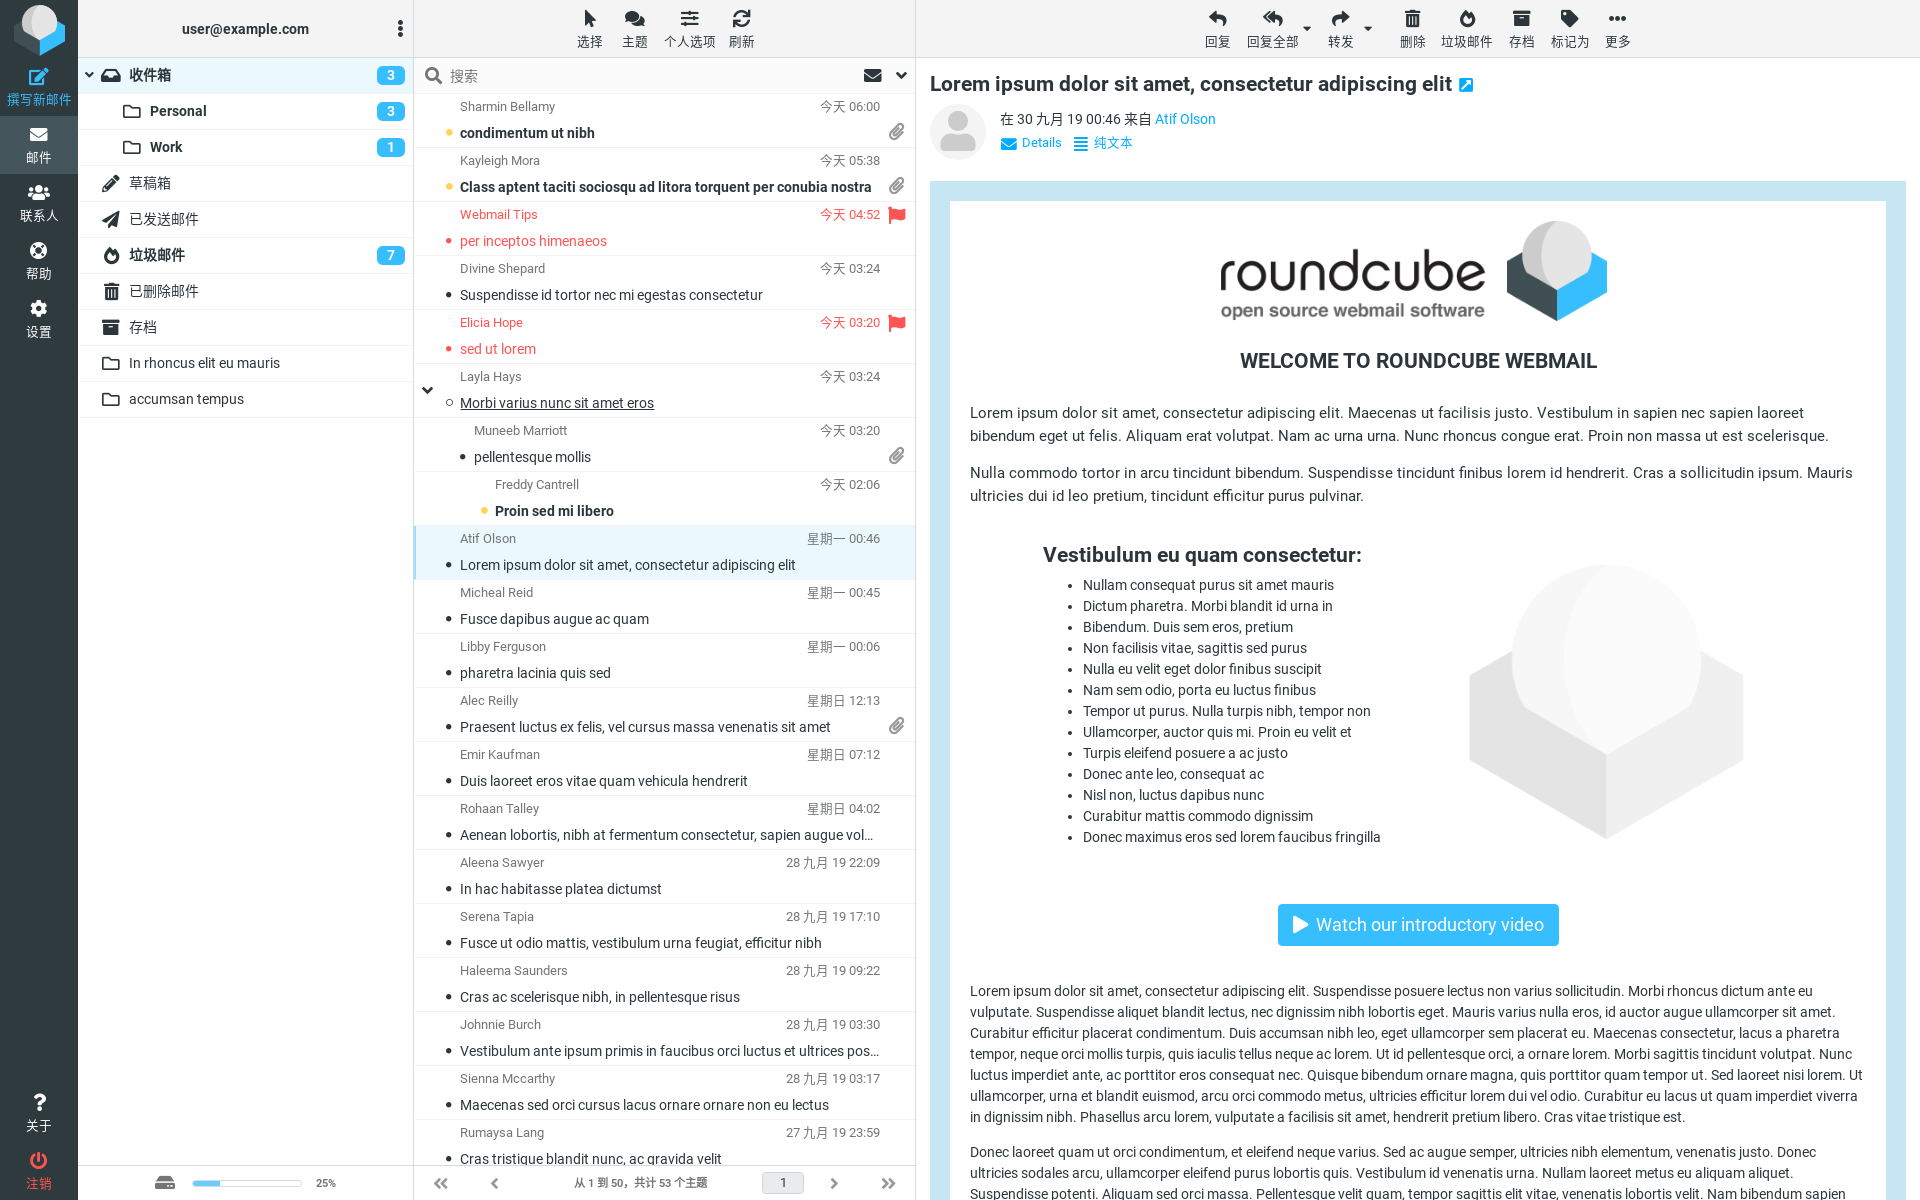 撰写新邮件
邮件
联系人
帮助
设置
关于
注销
user@example.com
收件箱 3
Personal 3
Work 1
草稿箱
已发送邮件
垃圾邮件 7
已删除邮件
存档
In rhoncus elit eu mauris
accumsan tempus
25%
选择 主题 个人选项 刷新
搜索
Sharmin Bellamy 今天 06:00
condimentum ut nibh
Kayleigh Mora 今天 05:38
Class aptent taciti sociosqu ad litora torquent per conubia nostra
Webmail Tips 今天 04:52
per inceptos himenaeos
Divine Shepard 今天 03:24
Suspendisse id tortor nec mi egestas consectetur
Elicia Hope 今天 03:20
sed ut lorem
Layla Hays 今天 03:24
Morbi varius nunc sit amet eros
Muneeb Marriott 今天 03:20
pellentesque mollis
Freddy Cantrell 今天 02:06
Proin sed mi libero
Atif Olson 星期一 00:46
Lorem ipsum dolor sit amet, consectetur adipiscing elit
Micheal Reid 星期一 00:45
Fusce dapibus augue ac quam
Libby Ferguson 星期一 00:06
pharetra lacinia quis sed
Alec Reilly 星期日 12:13
Praesent luctus ex felis, vel cursus massa venenatis sit amet
Emir Kaufman 星期日 07:12
Duis laoreet eros vitae quam vehicula hendrerit
Rohaan Talley 星期日 04:02
Aenean lobortis, nibh at fermentum consectetur, sapien augue vol…
Aleena Sawyer 28 九月 19 22:09
In hac habitasse platea dictumst
Serena Tapia 28 九月 19 17:10
Fusce ut odio mattis, vestibulum urna feugiat, efficitur nibh
Haleema Saunders 28 九月 19 09:22
Cras ac scelerisque nibh, in pellentesque risus
Johnnie Burch 28 九月 19 03:30
Vestibulum ante ipsum primis in faucibus orci luctus et ultrices pos…
Sienna Mccarthy 28 九月 19 03:17
Maecenas sed orci cursus lacus ornare ornare non eu lectus
Rumaysa Lang 27 九月 19 23:59
Cras tristique blandit nunc, ac gravida velit
从 1 到 50，共计 53 个主题 1
回复 回复全部 转发 删除 垃圾邮件 存档 标记为 更多
Lorem ipsum dolor sit amet, consectetur adipiscing elit
在 30 九月 19 00:46 来自 Atif Olson
Details 纯文本
roundcube
open source webmail software
WELCOME TO ROUNDCUBE WEBMAIL
Lorem ipsum dolor sit amet, consectetur adipiscing elit. Maecenas ut facilisis justo. Vestibulum in sapien nec sapien laoreet
bibendum eget ut felis. Aliquam erat volutpat. Nam ac urna urna. Nunc rhoncus congue erat. Proin non massa ut est scelerisque.
Nulla commodo tortor in arcu tincidunt bibendum. Suspendisse tincidunt finibus lorem id hendrerit. Cras a sollicitudin ipsum. Mauris
ultricies dui id leo pretium, tincidunt efficitur purus pulvinar.
Vestibulum eu quam consectetur:
• Nullam consequat purus sit amet mauris
• Dictum pharetra. Morbi blandit id urna in
• Bibendum. Duis sem eros, pretium
• Non facilisis vitae, sagittis sed purus
• Nulla eu velit eget dolor finibus suscipit
• Nam sem odio, porta eu luctus finibus
• Tempor ut purus. Nulla turpis nibh, tempor non
• Ullamcorper, auctor quis mi. Proin eu velit et
• Turpis eleifend posuere a ac justo
• Donec ante leo, consequat ac
• Nisl non, luctus dapibus nunc
• Curabitur mattis commodo dignissim
• Donec maximus eros sed lorem faucibus fringilla
Watch our introductory video
Lorem ipsum dolor sit amet, consectetur adipiscing elit. Suspendisse posuere lectus non varius sollicitudin. Morbi rhoncus dictum ante eu
vulputate. Suspendisse aliquet blandit lectus, nec dignissim nibh lobortis eget. Mauris varius nulla eros, id auctor augue ullamcorper sit amet.
Curabitur efficitur placerat condimentum. Duis accumsan nibh leo, eget ullamcorper sem placerat eu. Maecenas consectetur, lacus a pharetra
tempor, neque orci mollis turpis, quis iaculis tellus neque ac lorem. Ut id pellentesque orci, a ornare lorem. Morbi sagittis tincidunt volutpat. Nunc
luctus imperdiet ante, ac porttitor eros consequat nec. Quisque bibendum ornare magna, quis porttitor quam tempor ut. Sed laoreet nisi lorem. Ut
ullamcorper, urna et blandit euismod, arcu orci commodo metus, ultricies efficitur lorem dui vel odio. Curabitur eu lacus ut quam imperdiet viverra
in dignissim nibh. Phasellus arcu lorem, vulputate a facilisis sit amet, hendrerit pretium libero. Cras vitae tristique est.
Donec laoreet quam ut orci condimentum, et eleifend neque varius. Sed ac augue semper, ultricies nibh elementum, venenatis justo. Donec
ultricies sodales arcu, ullamcorper eleifend purus lobortis quis. Vestibulum id venenatis urna. Nullam laoreet metus eu aliquam aliquet.
Suspendisse potenti. Aliquam sed orci massa. Pellentesque velit quam, tempor sagittis elit vitae, venenatis lobortis velit. Nam bibendum sapien